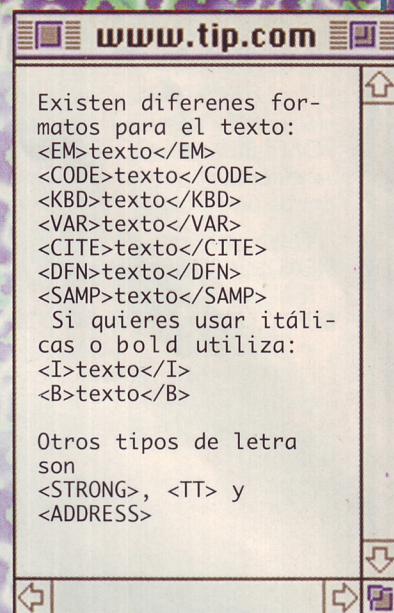 www.tip.com
Existen diferenes for-
matos para el texto:
<EM>texto</EM>
<CODE>texto</CODE>
<KBD>texto</KBD>
<VAR>texto</VAR>
<CITE>texto</CITE>
<DFN>texto</DFN>
<SAMP>texto</SAMP>
Si quieres usar itáli-
cas o bold utiliza:
<I>texto</I>
<B>texto</B>
Otros tipos de letra
son
<STRONG>, <TT> y
<ADDRESS>